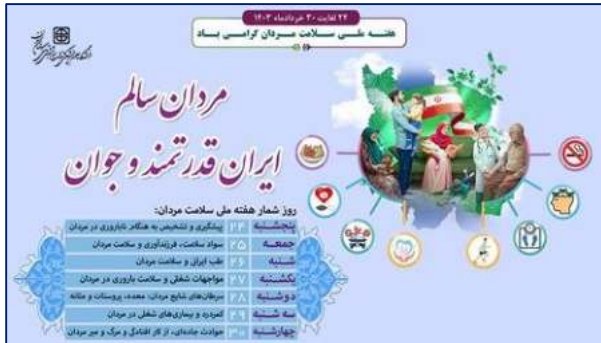 ۲۴ لغایت ۳۰ خردادماه ۱۴۰۳
هفته ملی سلامت مردان گرامی باد
مردان سالم
ایران قدرتمند و جوان
روز شمار هفته ملی سلامت مردان:
پنجشنبه ۲۴ پیشگیری و تشخیص به هنگام ناباروری در مردان
جمعه ۲۵ سواد سلامت، فرزندآوری و سلامت مردان
شنبه ۲۶ طب ایرانی و سلامت مردان
یکشنبه ۲۷ مواجهات شغلی و سلامت باروری در مردان
دوشنبه ۲۸ سرطان‌های شایع مردان: معده، پروستات و مثانه
سه شنبه ۲۹ کمردرد و بیماری‌های شغلی در مردان
چهارشنبه ۳۰ حوادث جاده‌ای، از کار افتادگی و مرگ و میر مردان